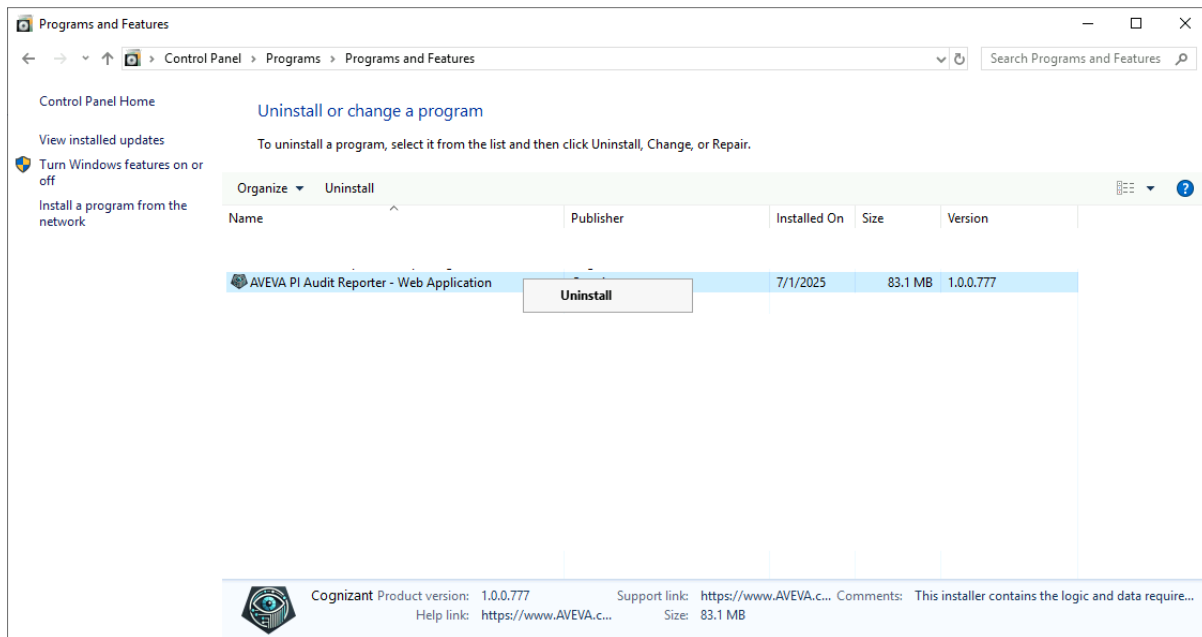 Programs and Features
Control Panel > Programs > Programs and Features
Search Programs and Features
Control Panel Home
View installed updates
Turn Windows features on or
off
Install a program from the
network
Uninstall or change a program
To uninstall a program, select it from the list and then click Uninstall, Change, or Repair.
Organize Uninstall
Name Publisher Installed On Size Version
AVEVA PI Audit Reporter - Web Application 7/1/2025 83.1 MB 1.0.0.777
Uninstall
Cognizant Product version: 1.0.0.777 Support link: https://www.AVEVA.c... Comments: This installer contains the logic and data require...
Help link: https://www.AVEVA.c... Size: 83.1 MB